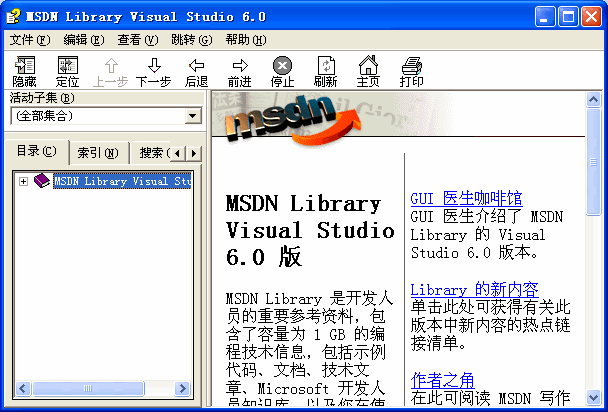 MSDN Library Visual Studio 6.0
文件(F) 编辑(E) 查看(V) 跳转(G) 帮助(H)
隐藏 定位 上一步 下一步 后退 前进 停止 刷新 主页 打印
活动子集(B)
(全部集合)
目录(C) 索引(N) 搜索(
MSDN Library Visual Stu
msdn
MSDN Library
Visual Studio
6.0 版
MSDN Library 是开发人
员的重要参考资料，包
含了容量为 1 GB 的编
程技术信息，包括示例
代码、文档、技术文
章、Microsoft 开发人
员知识库、以及您在使
GUI 医生咖啡馆
GUI 医生介绍了 MSDN
Library 的 Visual
Studio 6.0 版本。
Library 的新内容
单击此处可获得有关此
版本中新内容的热点链
接清单。
作者之角
在此可阅读 MSDN 写作